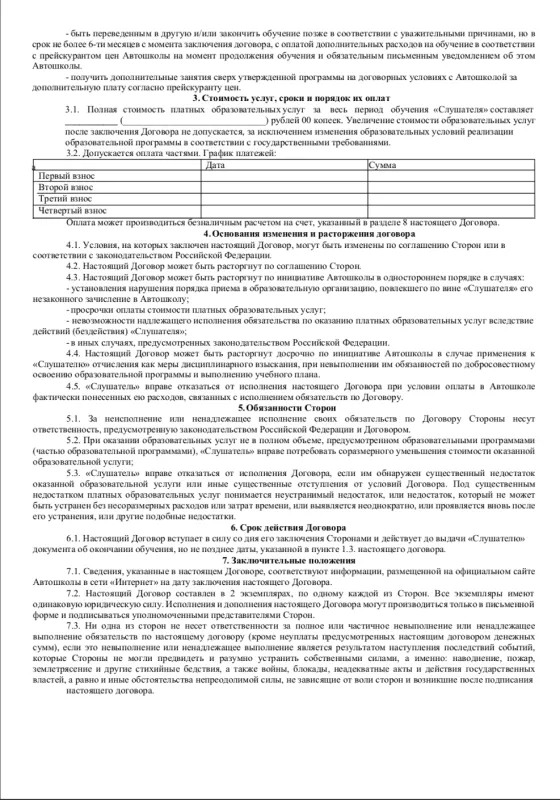 - быть переведенным в другую и/или закончить обучение позже в соответствии с уважительными причинами, но в
срок не более 6-ти месяцев с момента заключения договора, с оплатой дополнительных расходов на обучение в соответствии
с прейскурантом цен Автошколы на момент продолжения обучения и обязательным письменным уведомлением об этом
Автошколы.
- получить дополнительные занятия сверх утвержденной программы на договорных условиях с Автошколой за
дополнительную плату согласно прейскуранту цен.
3. Стоимость услуг, сроки и порядок их оплат
3.1. Полная стоимость платных образовательных услуг за весь период обучения «Слушателя» составляет
___________ (______________________________) рублей 00 копеек. Увеличение стоимости образовательных услуг
после заключения Договора не допускается, за исключением изменения образовательных условий реализации
образовательной программы в соответствии с государственными требованиями.
3.2. Допускается оплата частями. График платежей:
Дата Сумма
Первый взнос
Второй взнос
Третий взнос
Четвертый взнос
Оплата может производиться безналичным расчетом на счет, указанный в разделе 8 настоящего Договора.
4.Основания изменения и расторжения договора
4.1. Условия, на которых заключен настоящий Договор, могут быть изменены по соглашению Сторон или в
соответствии с законодательством Российской Федерации.
4.2. Настоящий Договор может быть расторгнут по соглашению Сторон.
4.3. Настоящий Договор может быть расторгнут по инициативе Автошколы в одностороннем порядке в случаях:
- установления нарушения порядка приема в образовательную организацию, повлекшего по вине «Слушателя» его
незаконного зачисление в Автошколу;
- просрочки оплаты стоимости платных образовательных услуг;
- невозможности надлежащего исполнения обязательства по оказанию платных образовательных услуг вследствие
действий (бездействия) «Слушателя»;
- в иных случаях, предусмотренных законодательством Российской Федерации.
4.4. Настоящий Договор может быть расторгнут досрочно по инициативе Автошколы в случае применения к
«Слушателю» отчисления как меры дисциплинарного взыскания, при невыполнении им обязанностей по добросовестному
освоению образовательной программы и выполнению учебного плана.
4.5. «Слушатель» вправе отказаться от исполнения настоящего Договора при условии оплаты в Автошколе
фактически понесенных ею расходов, связанных с исполнением обязательств по Договору.
5.Обязанности Сторон
5.1. За неисполнение или ненадлежащее исполнение своих обязательств по Договору Стороны несут
ответственность, предусмотренную законодательством Российской Федерации и Договором.
5.2. При оказании образовательных услуг не в полном объеме, предусмотренном образовательными программами
(частью образовательной программами), «Слушатель» вправе потребовать соразмерного уменьшения стоимости оказанной
образовательной услуги;
5.3. «Слушатель» вправе отказаться от исполнения Договора, если им обнаружен существенный недостаток
оказанной образовательной услуги или иные существенные отступления от условий Договора. Под существенным
недостатком платных образовательных услуг понимается неустранимый недостаток, или недостаток, который не может
быть устранен без несоразмерных расходов или затрат времени, или выявляется неоднократно, или проявляется вновь после
его устранения, или другие подобные недостатки.
6. Срок действия Договора
6.1. Настоящий Договор вступает в силу со дня его заключения Сторонами и действует до выдачи «Слушателю»
документа об окончании обучения, но не позднее даты, указанной в пункте 1.3. настоящего договора.
7. Заключительные положения
7.1. Сведения, указанные в настоящем Договоре, соответствуют информации, размещенной на официальном сайте
Автошколы в сети «Интернет» на дату заключения настоящего Договора.
7.2. Настоящий Договор составлен в 2 экземплярах, по одному каждой из Сторон. Все экземпляры имеют
одинаковую юридическую силу. Исполнения и дополнения настоящего Договора могут производиться только в письменной
форме и подписываться уполномоченными представителями Сторон.
7.3. Ни одна из сторон не несет ответственности за полное или частичное невыполнение или ненадлежащее
выполнение обязательств по настоящему договору (кроме неуплаты предусмотренных настоящим договором денежных
сумм), если это невыполнение или ненадлежащее выполнение является результатом наступления последствий событий,
которые Стороны не могли предвидеть и разумно устранить собственными силами, а именно: наводнение, пожар,
землетрясение и другие стихийные бедствия, а также войны, блокады, неадекватные акты и действия государственных
властей, а равно и иные обстоятельства непреодолимой силы, не зависящие от воли сторон и возникшие после подписания
настоящего договора.